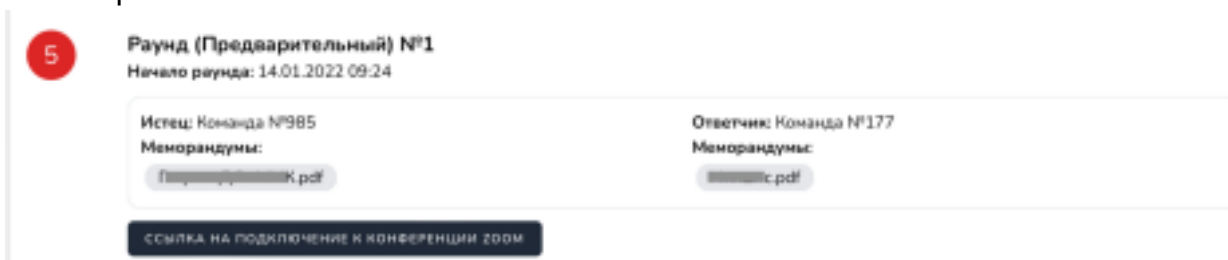 5
Раунд (Предварительный) №1
Начало раунда: 14.01.2022 09:24
Истец: Команда №985
Ответчик: Команда №177
Меморандумы:
Меморандумы:
К.pdf
с.pdf
ССЫЛКА НА ПОДКЛЮЧЕНИЕ К КОНФЕРЕНЦИИ ZOOM